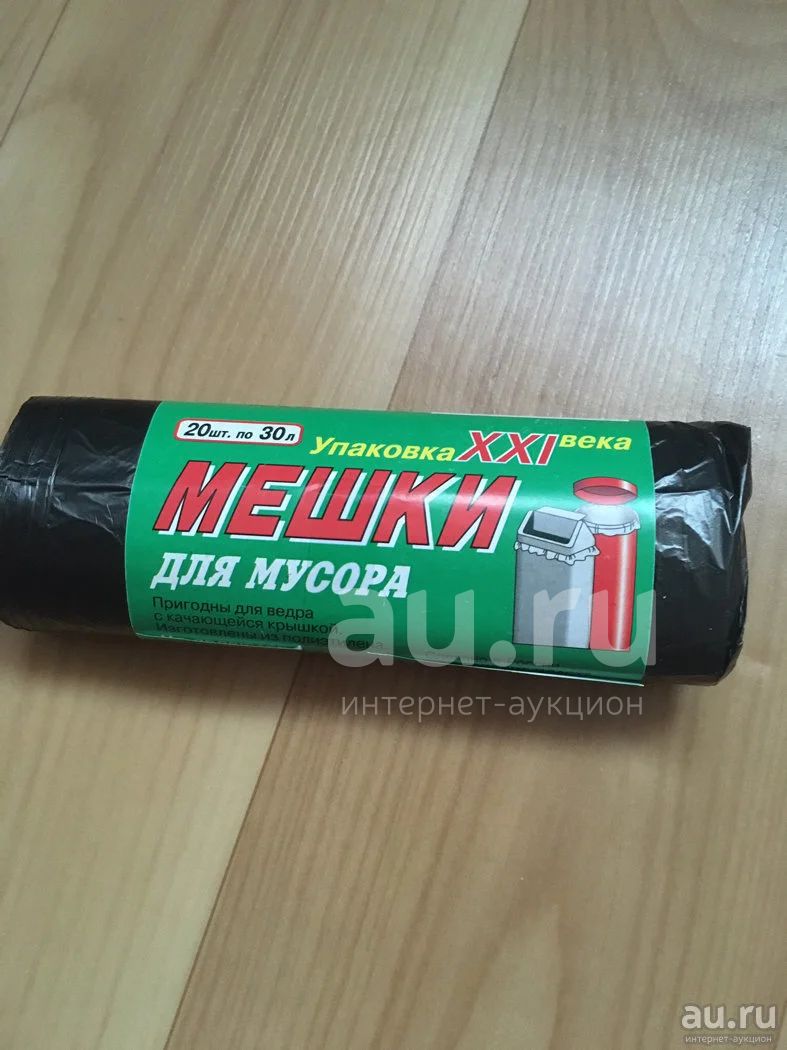 20шт. по 30л
Упаковка XXI века
МЕШКИ
ДЛЯ МУСОРА
Пригодны для ведра
с качающейся крышкой.
Изготовлены из полиэтилена
au.ru
интернет-аукцион
au.ru
интернет-аукцион